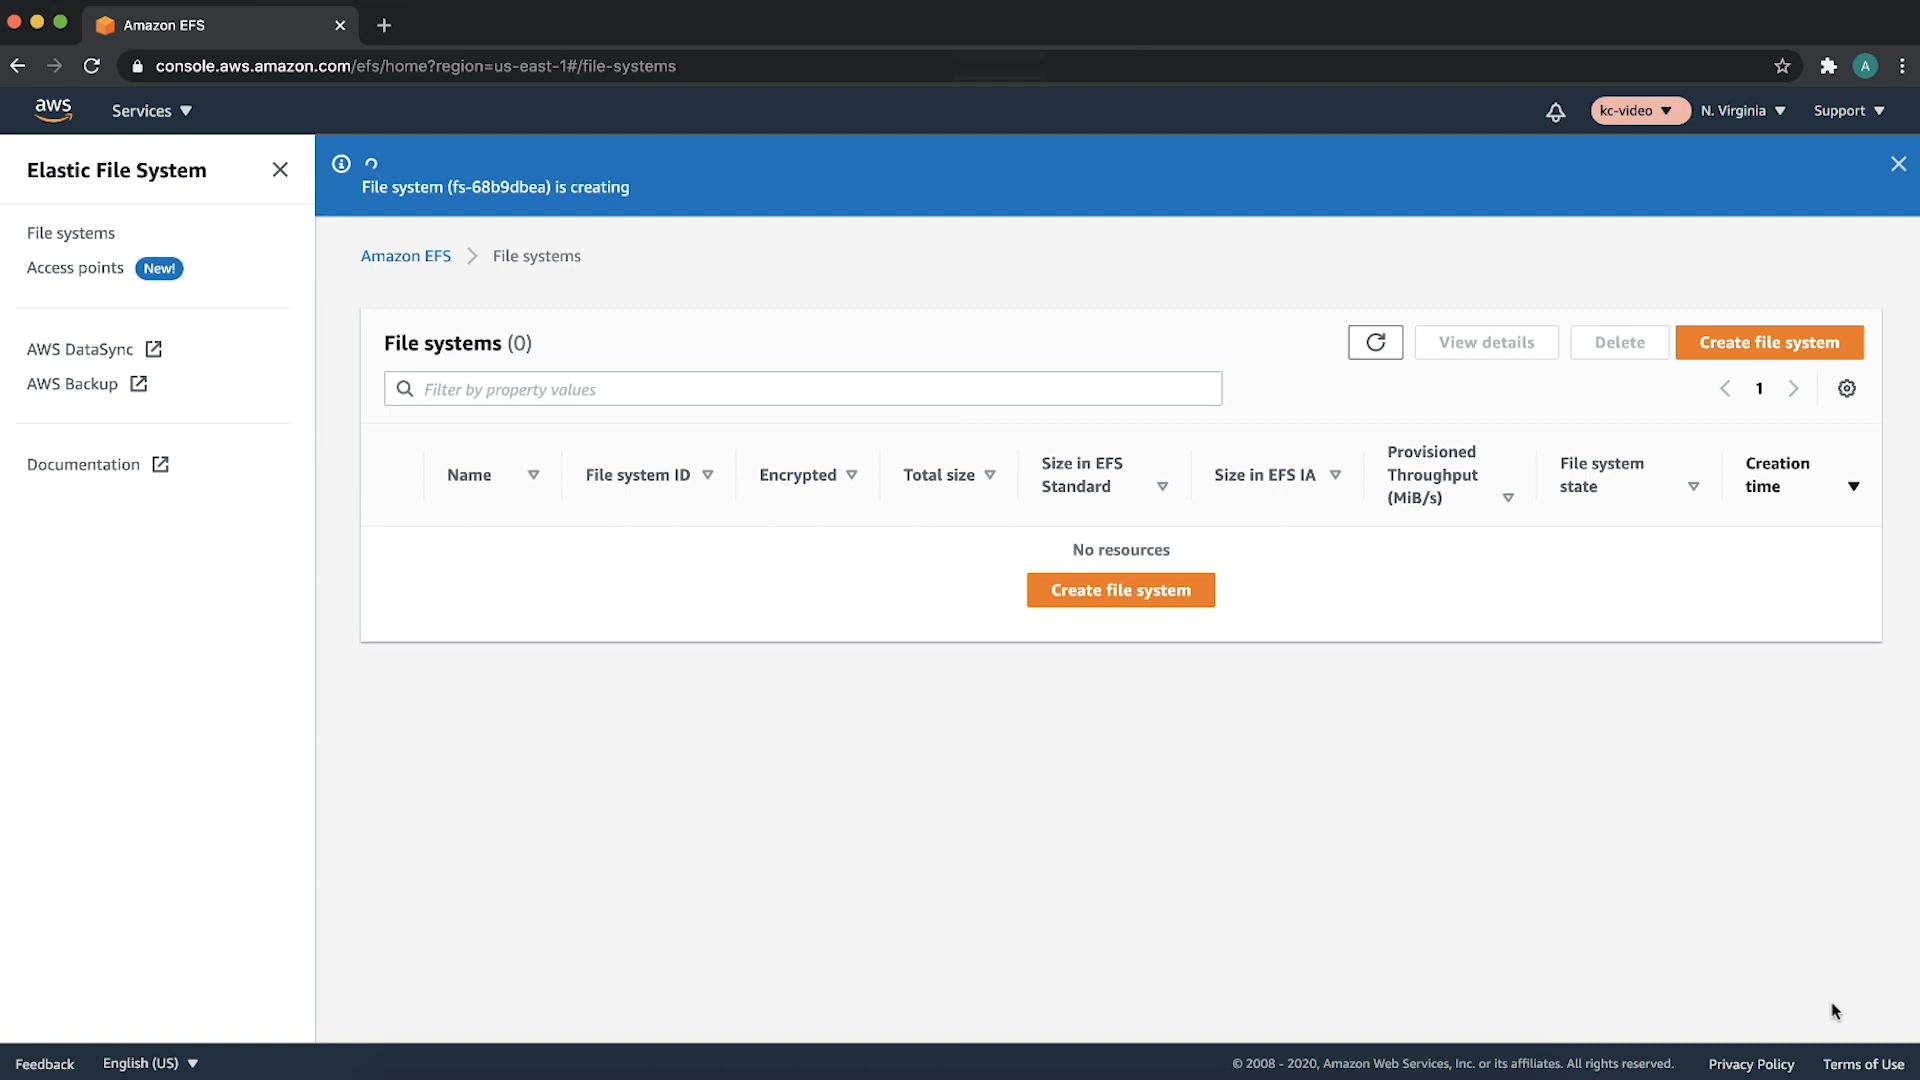 Amazon EFS
console.aws.amazon.com/efs/home?region=us-east-1#/file-systems
A
aws
Services
kc-video
N. Virginia
Support
Elastic File System
File systems
Access points New!
AWS DataSync
AWS Backup
Documentation
File system (fs-68b9dbea) is creating
Amazon EFS File systems
File systems (0)
View details
Delete
Create file system
Filter by property values
1
Name
File system ID
Encrypted
Total size
Size in EFS
Standard
Size in EFS IA
Provisioned
Throughput
(MiB/s)
File system
state
Creation
time
No resources
Create file system
Feedback
English (US)
© 2008 - 2020, Amazon Web Services, Inc. or its affiliates. All rights reserved.
Privacy Policy
Terms of Use